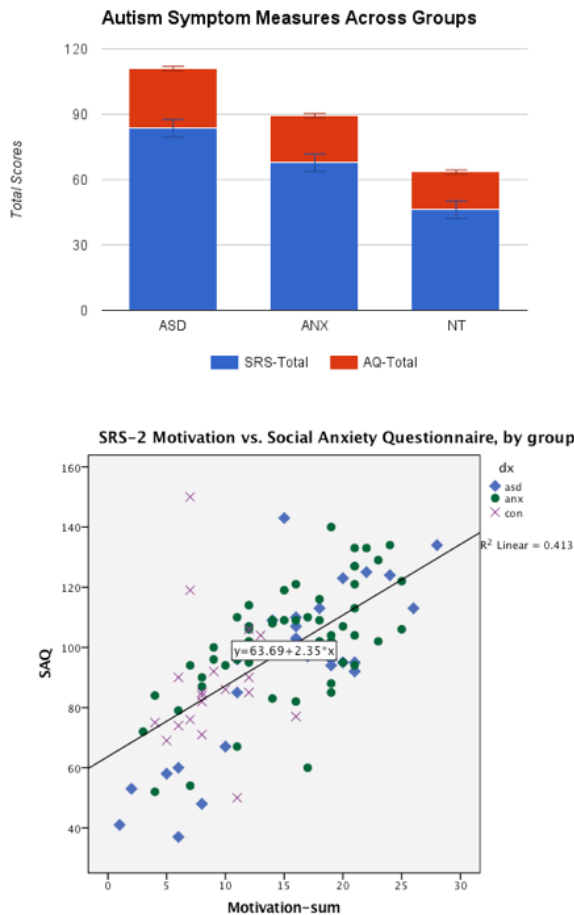 Autism Symptom Measures Across Groups
120
90
60
30
0
Total Scores
ASD ANX NT
SRS-Total AQ-Total
SRS-2 Motivation vs. Social Anxiety Questionnaire, by group
dx
asd
anx
con
R² Linear = 0.413
160
140
120
100
80
60
40
SAQ
y=63.69+2.35*x
0 5 10 15 20 25 30
Motivation-sum